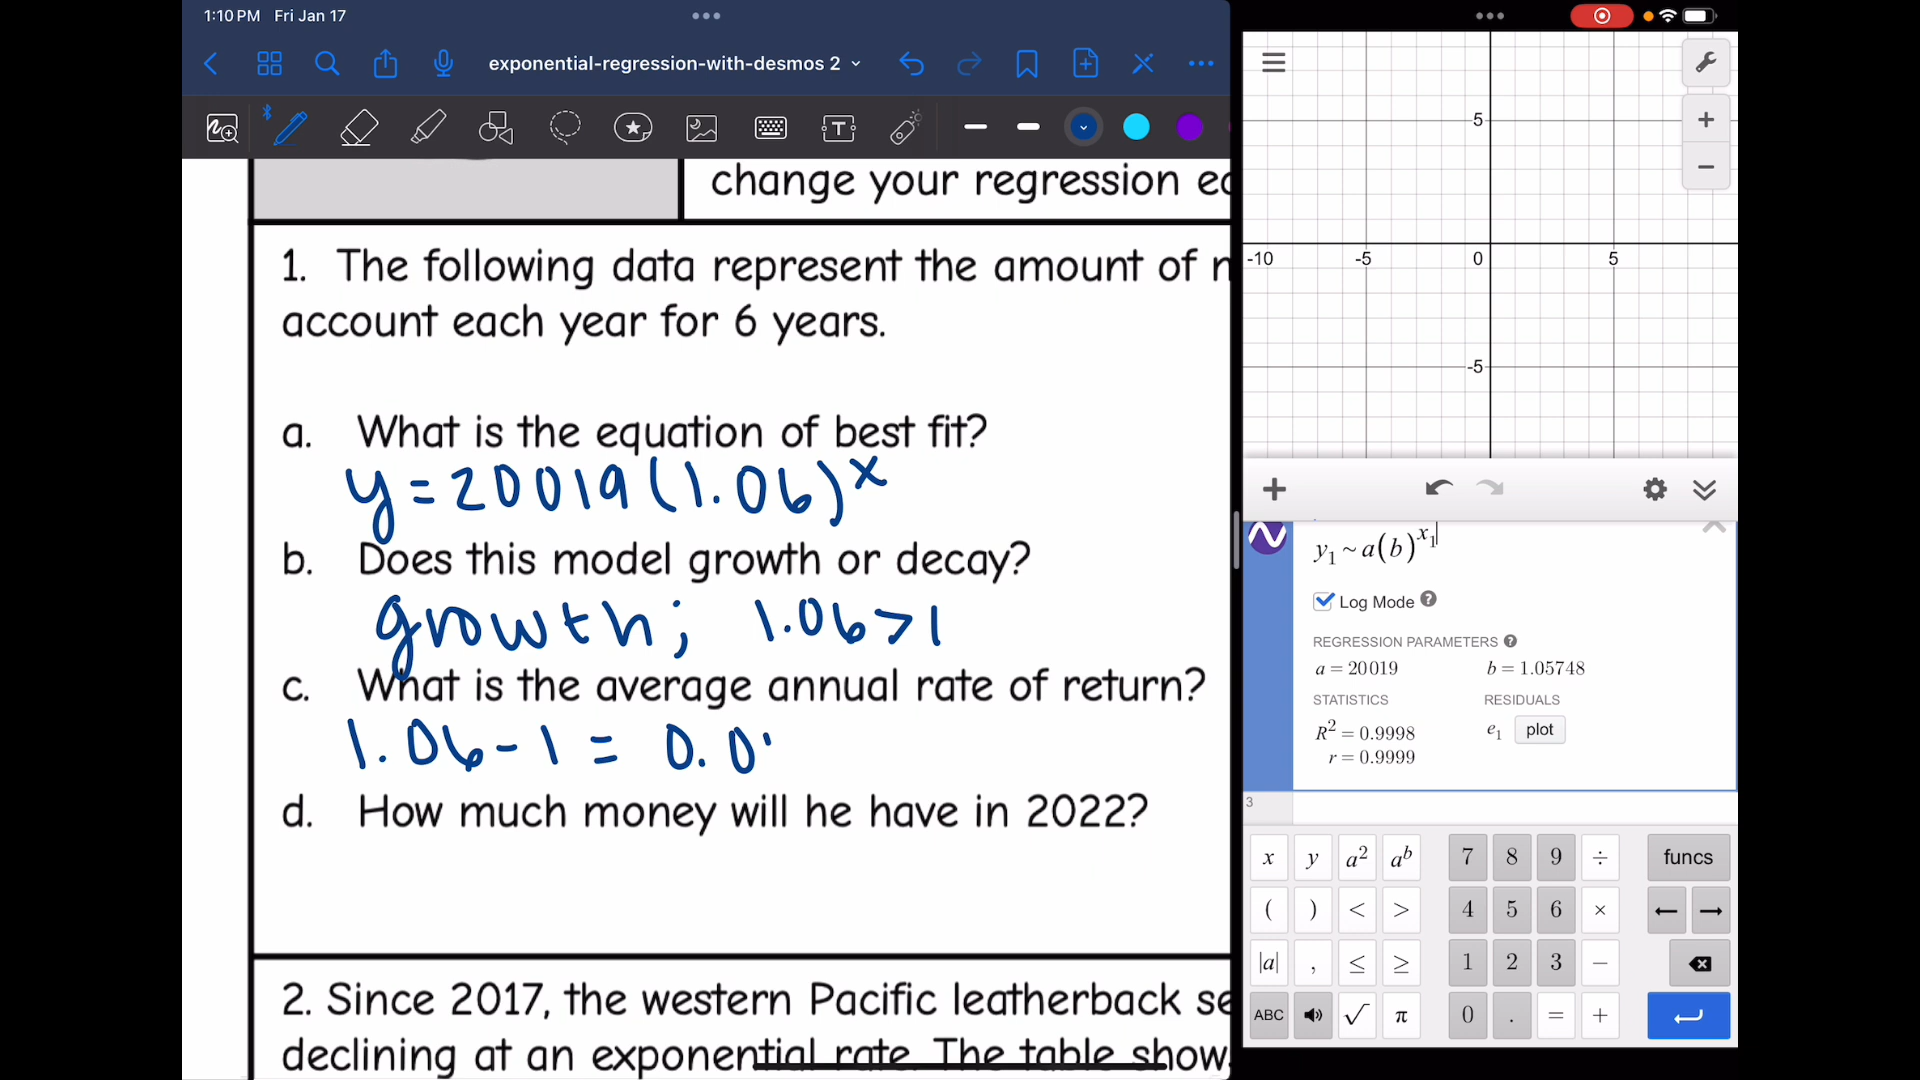 1:10 PM Fri Jan 17
exponential-regression-with-desmos 2
T
change your regression
1. The following data represent the amount of
account each year for 6 years.
a. What is the equation of best fit?
y = 20019(1.06)^x
b. Does this model growth or decay?
growth; 1.06>1
c. What is the average annual rate of return?
1.06-1 = 0.0
d. How much money will he have in 2022?
2. Since 2017, the western Pacific leatherback
declining at an exponential rate. The table show
5
-10 -5 0 5
-5
y₁ ~ a(b)^x₁
Log Mode ?
REGRESSION PARAMETERS ?
a = 20019 b = 1.05748
STATISTICS RESIDUALS
R² = 0.9998 e₁ plot
r = 0.9999
3
x y a² aᵇ 7 8 9 ÷ funcs
( ) < > 4 5 6 × ← →
|a| , ≤ ≥ 1 2 3 −
ABC √ π 0 . = +